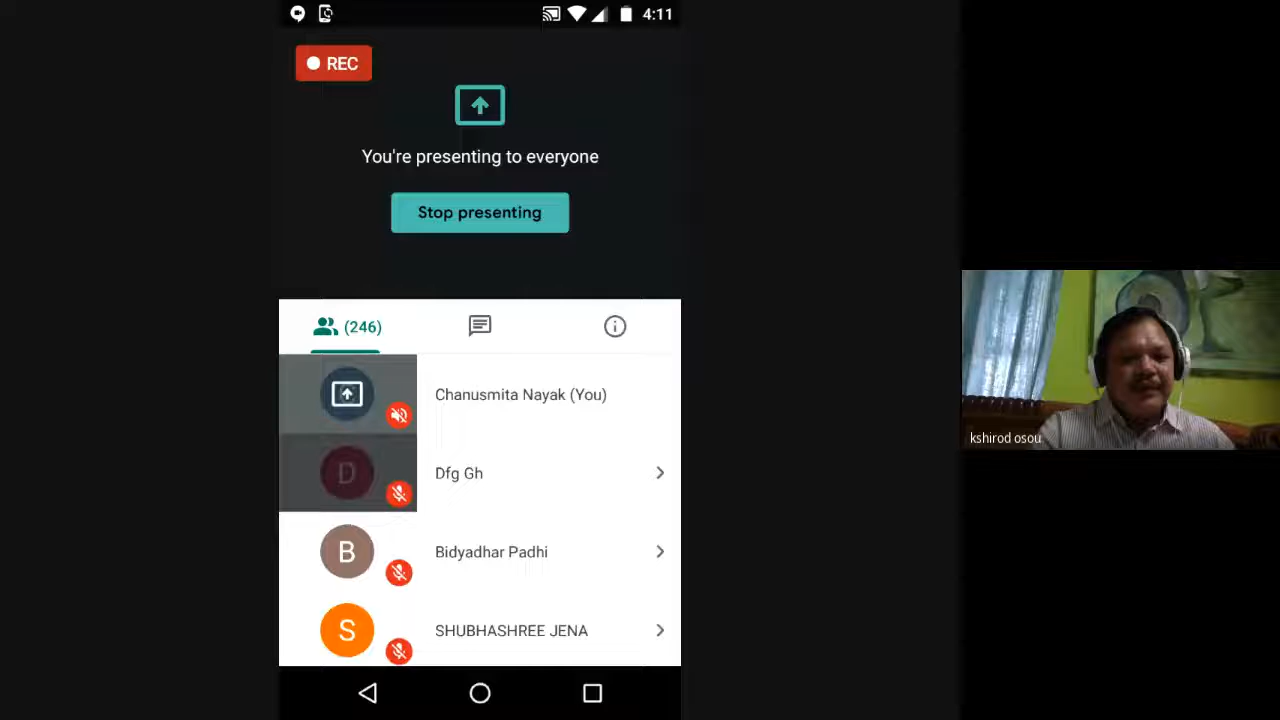 4:11
REC
You're presenting to everyone
Stop presenting
(246)
Chanusmita Nayak (You)
D
Dfg Gh
B
Bidyadhar Padhi
S
SHUBHASHREE JENA
kshirod osou